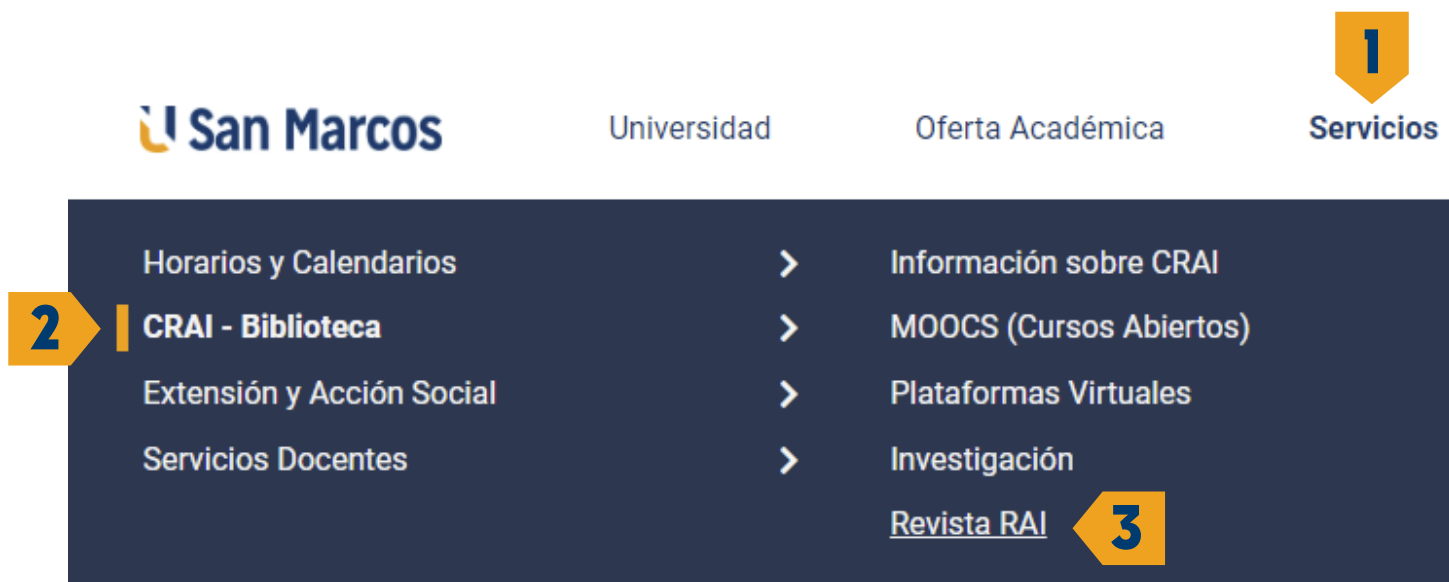 1
U San Marcos Universidad Oferta Académica Servicios
Horarios y Calendarios
2 CRAI - Biblioteca
Extensión y Acción Social
Servicios Docentes
Información sobre CRAI
MOOCS (Cursos Abiertos)
Plataformas Virtuales
Investigación
Revista RAI 3